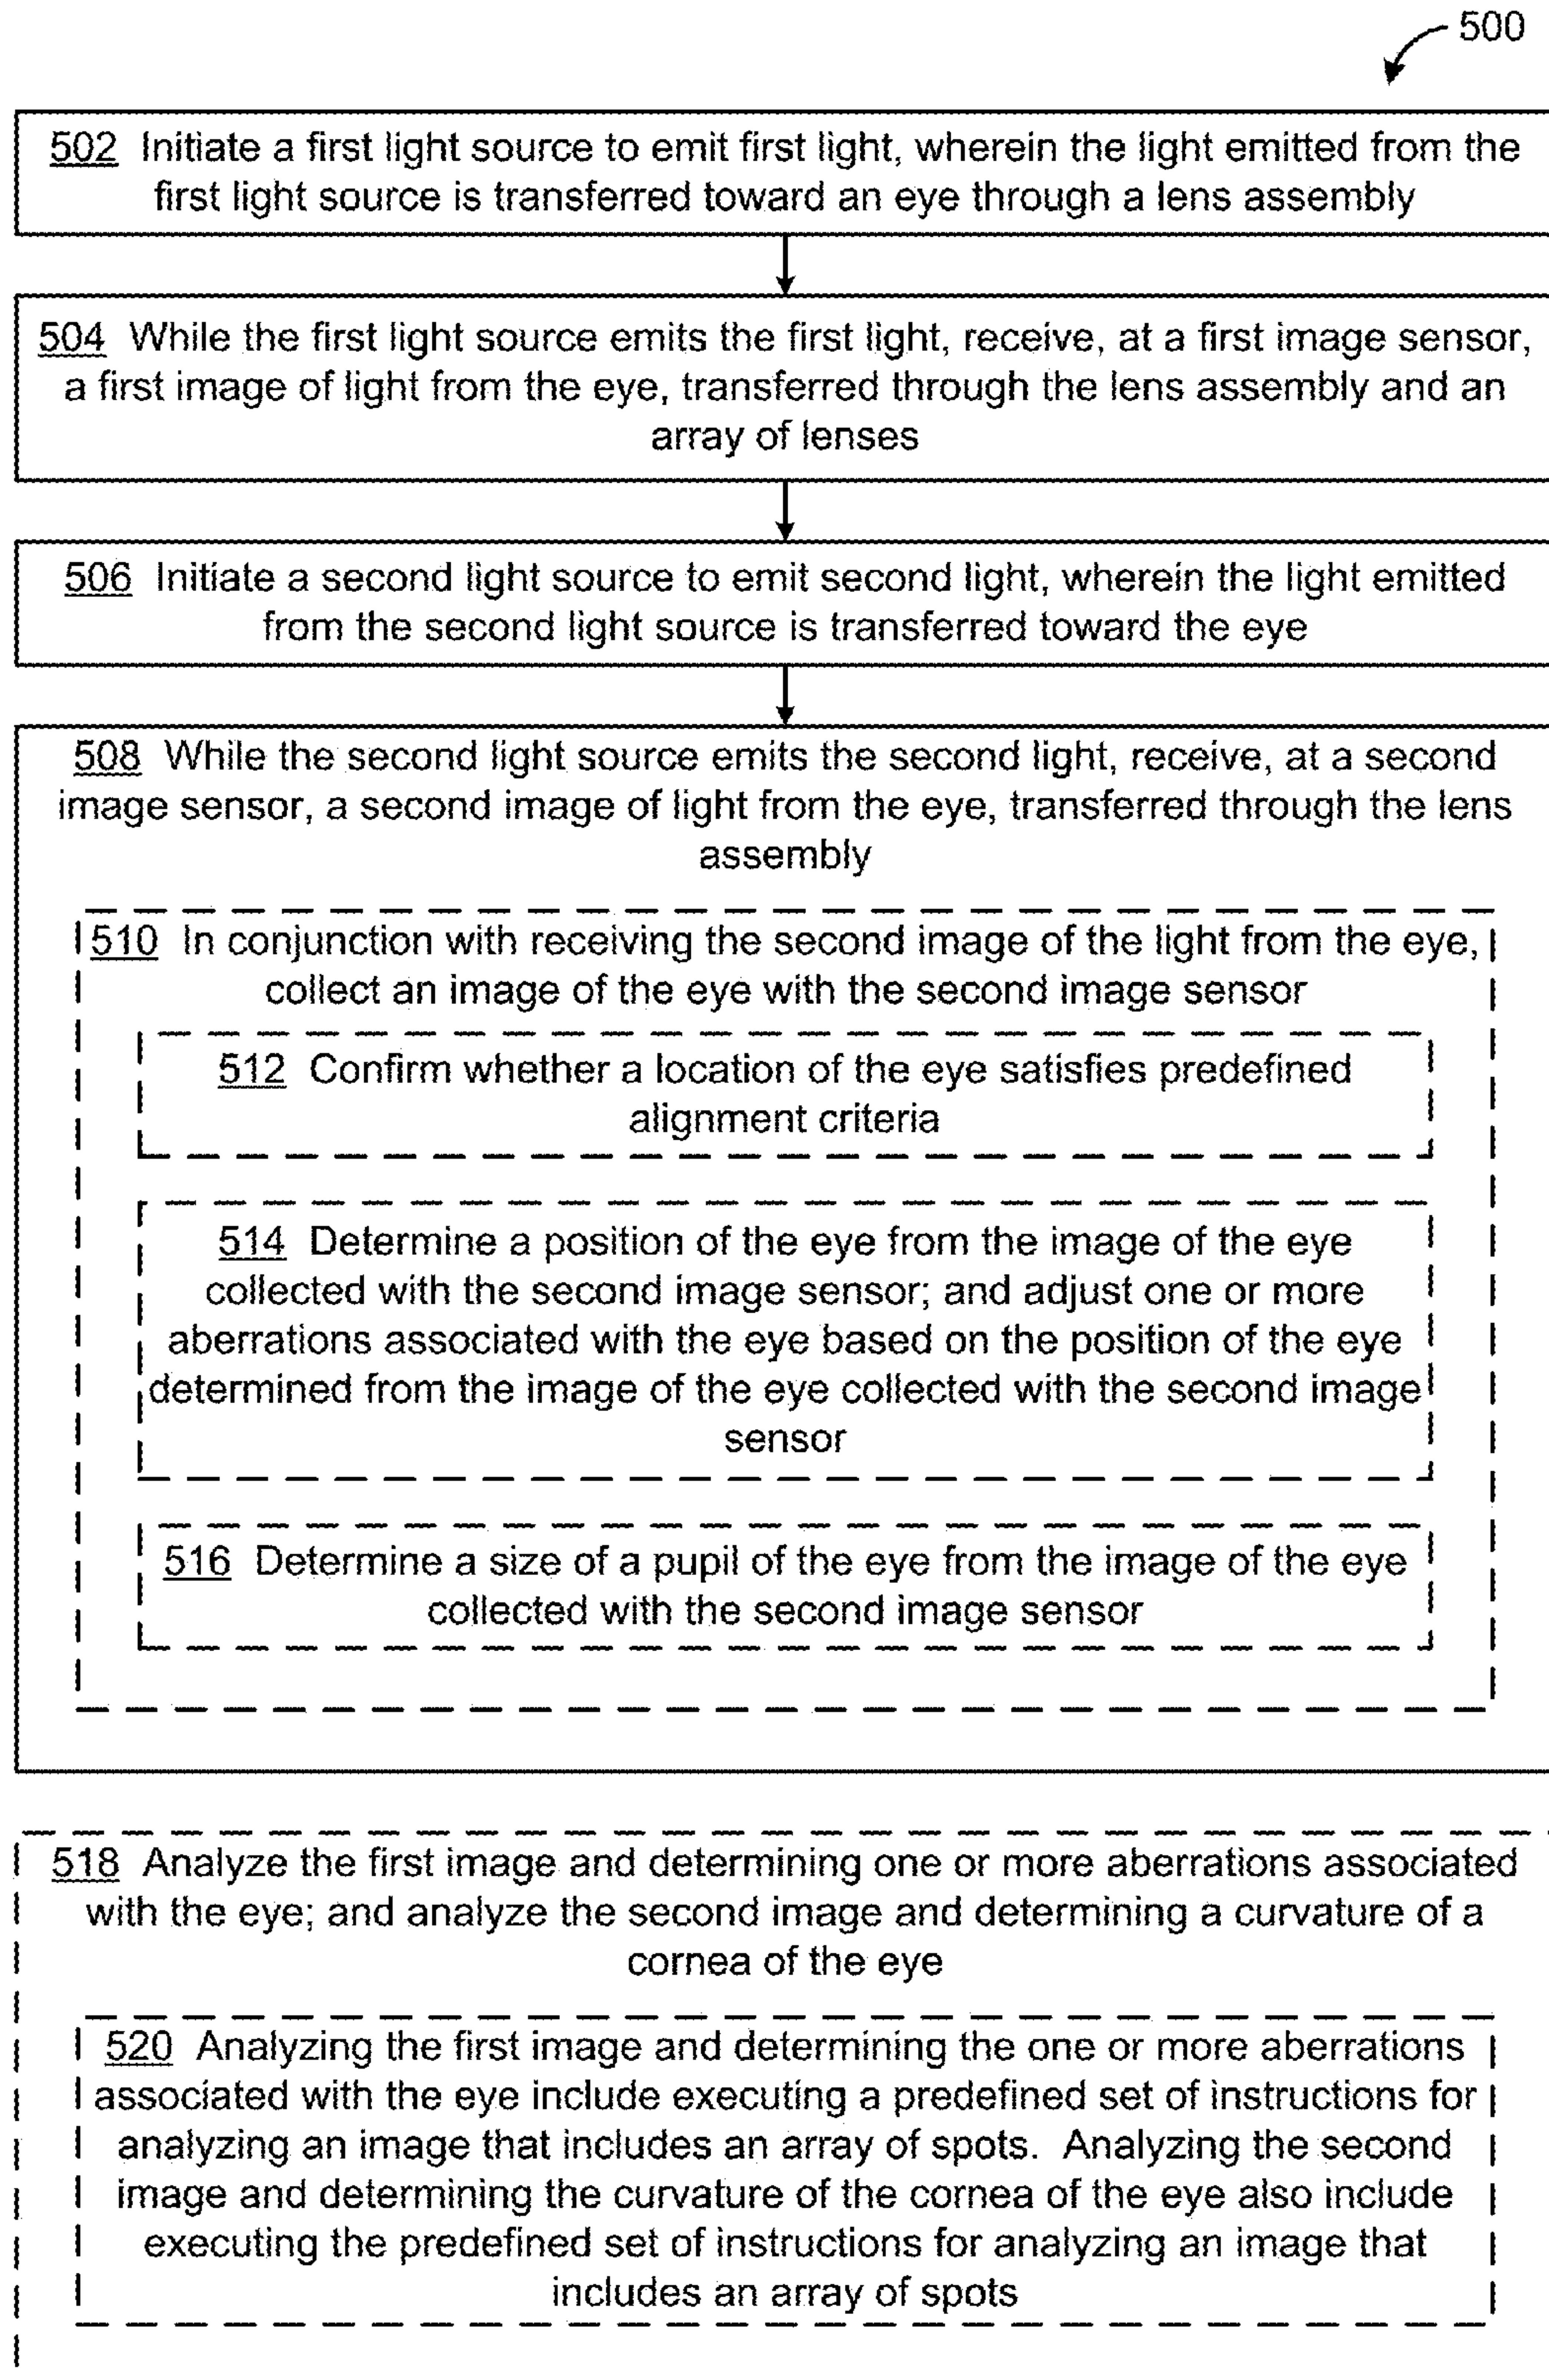 500
502 Initiate a first light source to emit first light, wherein the light emitted from the
first light source is transferred toward an eye through a lens assembly
504 While the first light source emits the first light, receive, at a first image sensor,
a first image of light from the eye, transferred through the lens assembly and an
array of lenses
506 Initiate a second light source to emit second light, wherein the light emitted
from the second light source is transferred toward the eye
508 While the second light source emits the second light, receive, at a second
image sensor, a second image of light from the eye, transferred through the lens
assembly
510 In conjunction with receiving the second image of the light from the eye,
collect an image of the eye with the second image sensor
512 Confirm whether a location of the eye satisfies predefined
alignment criteria
514 Determine a position of the eye from the image of the eye
collected with the second image sensor; and adjust one or more
aberrations associated with the eye based on the position of the eye
determined from the image of the eye collected with the second image
sensor
516 Determine a size of a pupil of the eye from the image of the eye
collected with the second image sensor
518 Analyze the first image and determining one or more aberrations associated
with the eye; and analyze the second image and determining a curvature of a
cornea of the eye
520 Analyzing the first image and determining the one or more aberrations
associated with the eye include executing a predefined set of instructions for
analyzing an image that includes an array of spots. Analyzing the second
image and determining the curvature of the cornea of the eye also include
executing the predefined set of instructions for analyzing an image that
includes an array of spots